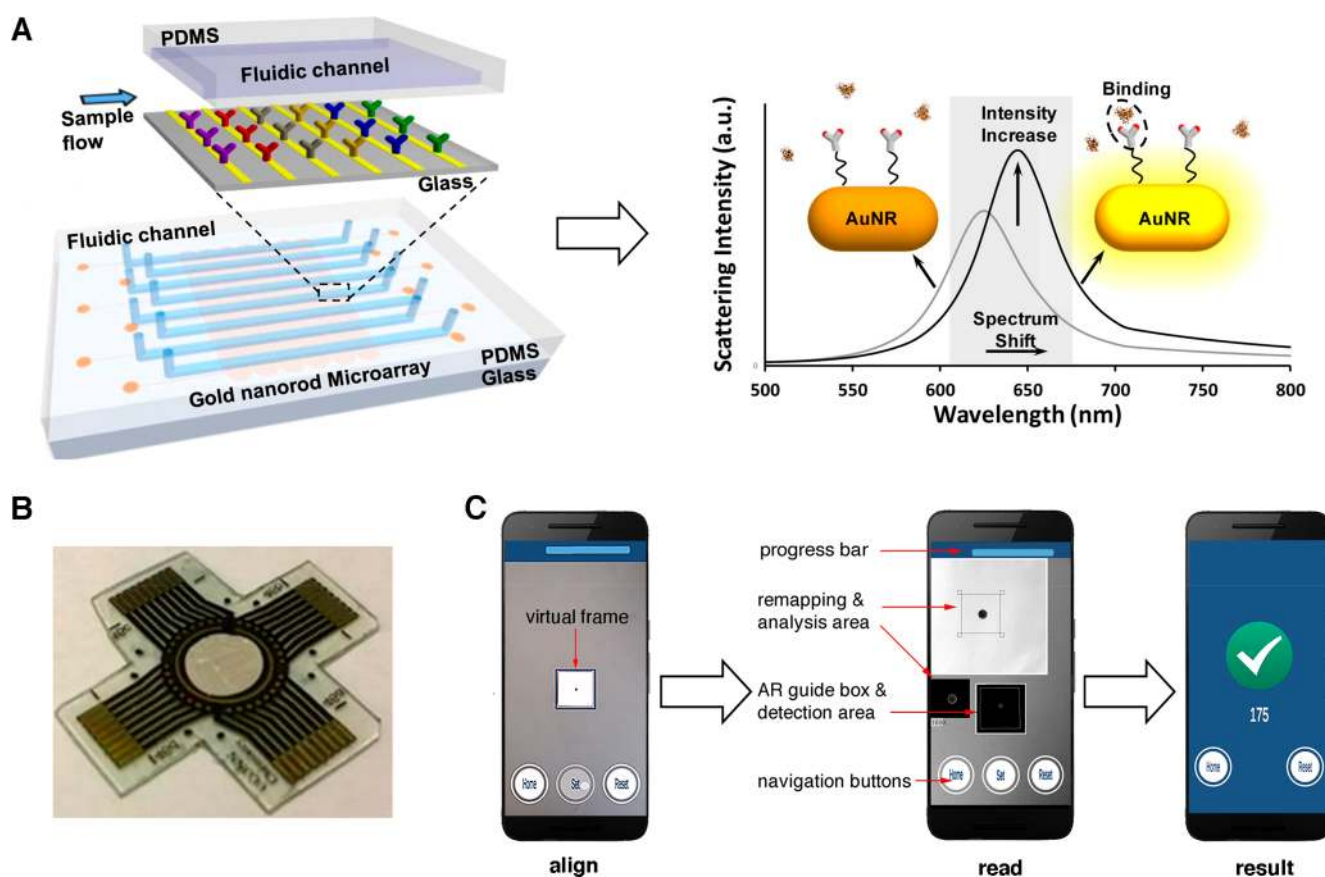 A
PDMS
Fluidic channel
Sample
flow
Glass
Fluidic channel
PDMS
Glass
Gold nanorod Microarray
Scattering Intensity (a.u.)
Intensity
Increase
Binding
AuNR
AuNR
Spectrum
Shift
0
500
550
600
650
700
750
800
Wavelength (nm)
B
C
virtual frame
Home
Set
Reset
align
progress bar
remapping &
analysis area
AR guide box &
detection area
navigation buttons
Home
Set
Reset
read
175
Home
Reset
result